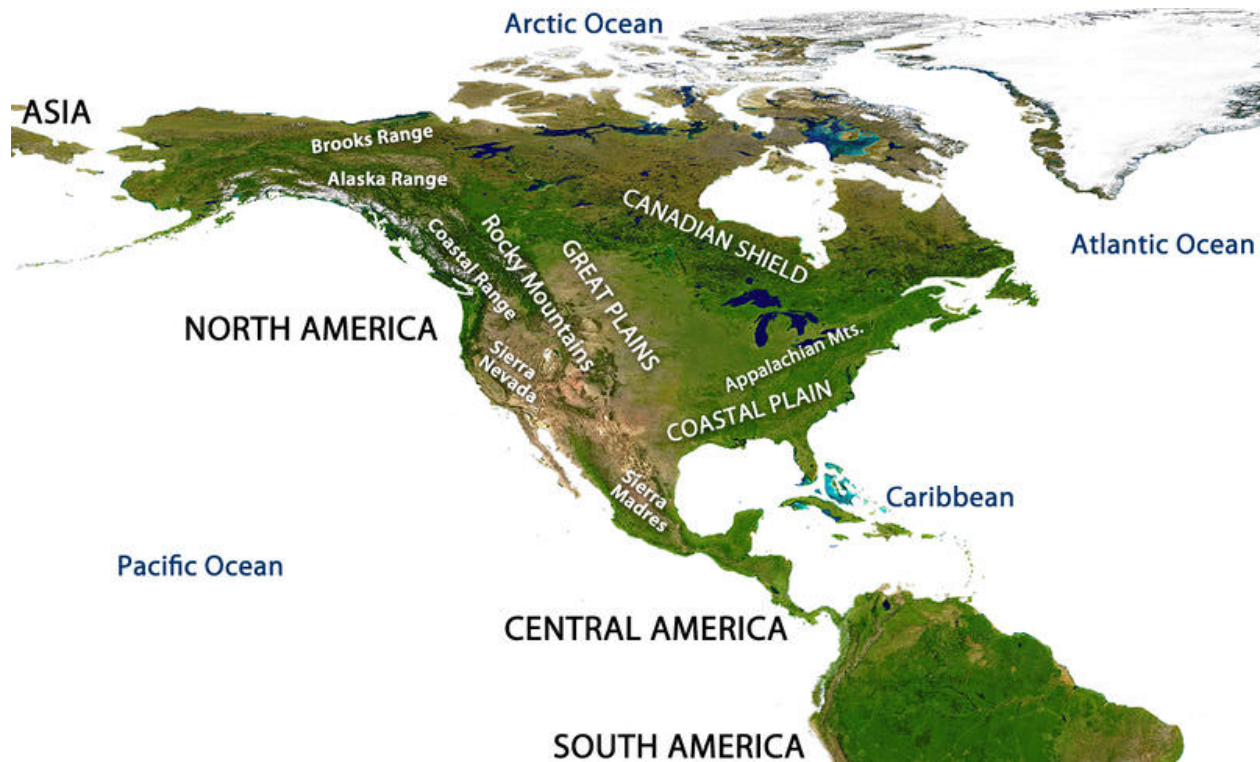 Arctic Ocean
ASIA
Brooks Range
Alaska Range
CANADIAN SHIELD
Coastal Range
Rocky Mountains
GREAT PLAINS
Atlantic Ocean
NORTH AMERICA
Sierra
Nevada
Appalachian Mts.
COASTAL PLAIN
Sierra
Madres
Caribbean
Pacific Ocean
CENTRAL AMERICA
SOUTH AMERICA